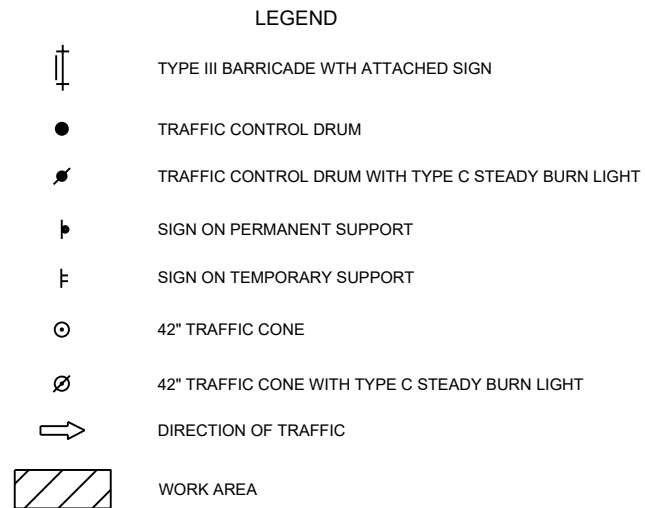 LEGEND
TYPE III BARRICADE WTH ATTACHED SIGN
TRAFFIC CONTROL DRUM
TRAFFIC CONTROL DRUM WITH TYPE C STEADY BURN LIGHT
SIGN ON PERMANENT SUPPORT
SIGN ON TEMPORARY SUPPORT
42" TRAFFIC CONE
42" TRAFFIC CONE WITH TYPE C STEADY BURN LIGHT
DIRECTION OF TRAFFIC
WORK AREA